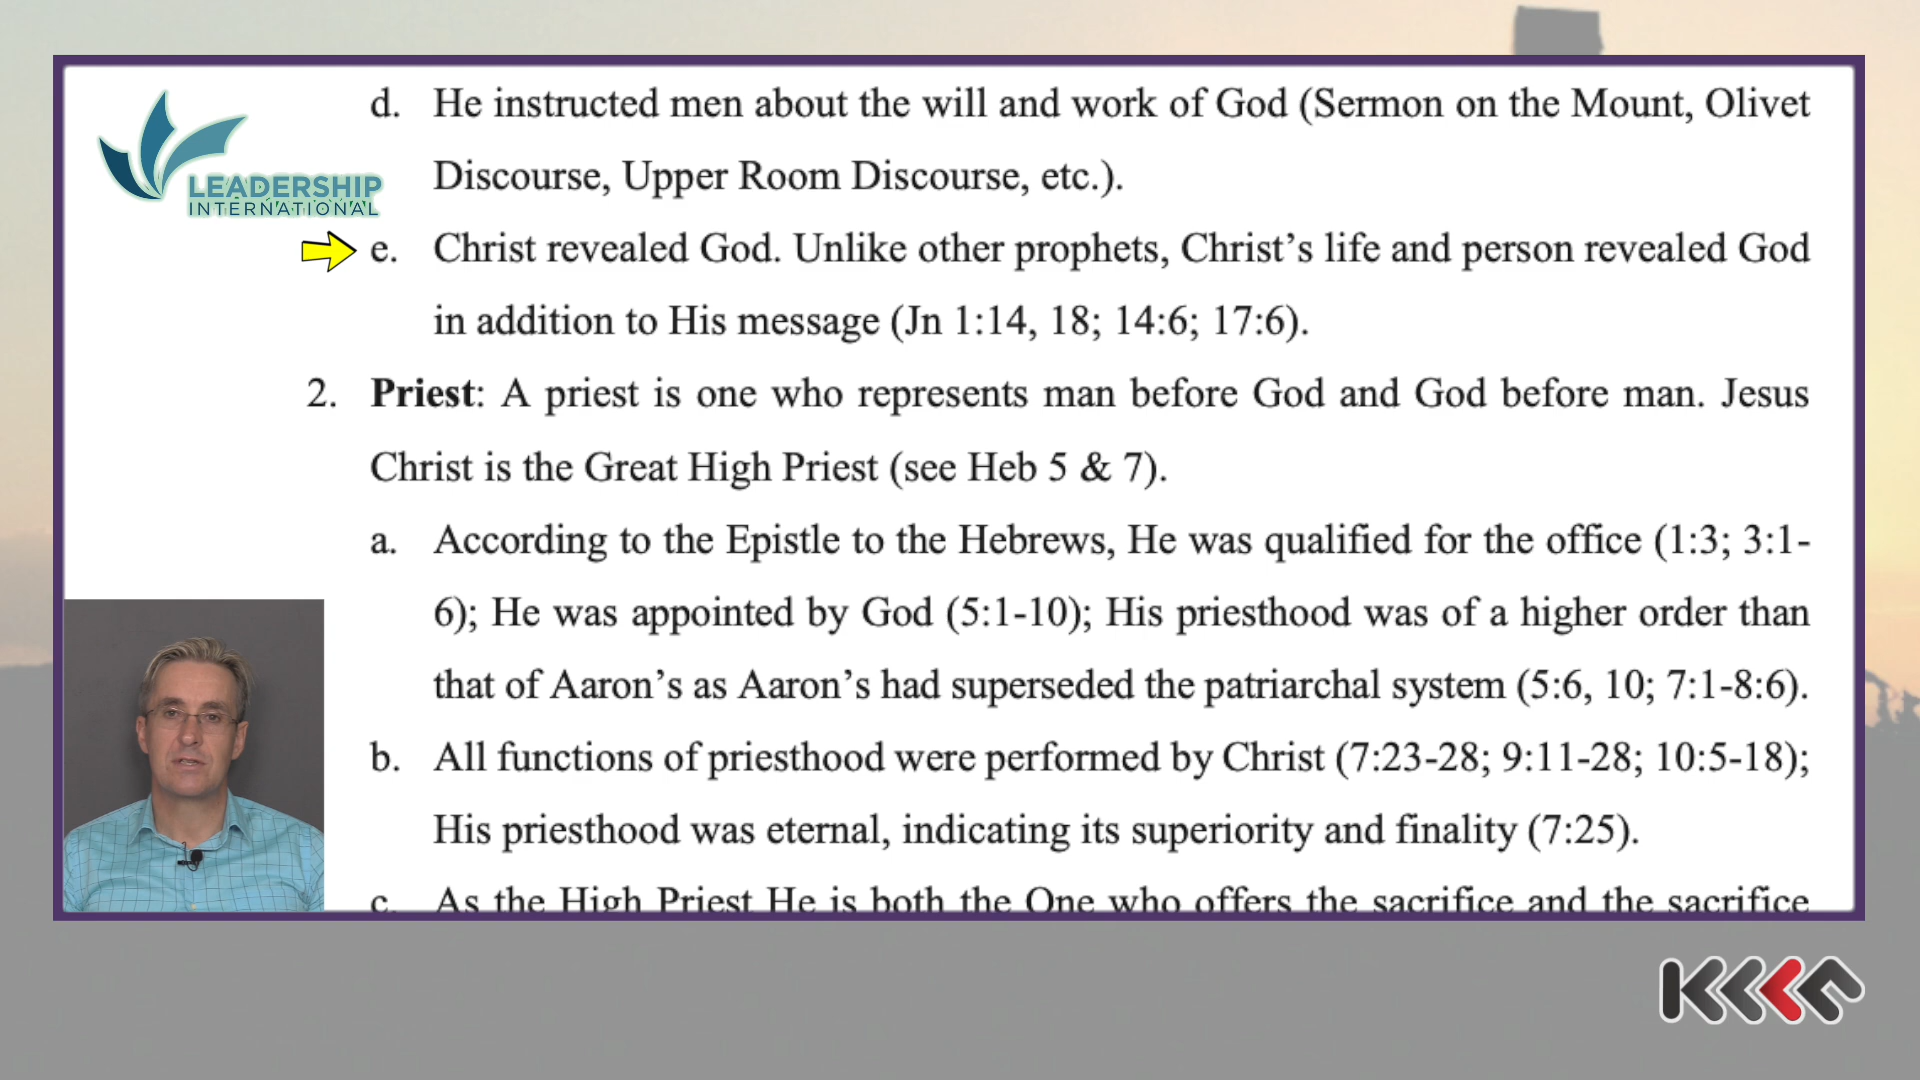 d. He instructed men about the will and work of God (Sermon on the Mount, Olivet
Discourse, Upper Room Discourse, etc.).
LEADERSHIP
INTERNATIONAL
e. Christ revealed God. Unlike other prophets, Christ’s life and person revealed God
in addition to His message (Jn 1:14, 18; 14:6; 17:6).
2. Priest: A priest is one who represents man before God and God before man. Jesus
Christ is the Great High Priest (see Heb 5 & 7).
a. According to the Epistle to the Hebrews, He was qualified for the office (1:3; 3:1-
6); He was appointed by God (5:1-10); His priesthood was of a higher order than
that of Aaron’s as Aaron’s had superseded the patriarchal system (5:6, 10; 7:1-8:6).
b. All functions of priesthood were performed by Christ (7:23-28; 9:11-28; 10:5-18);
His priesthood was eternal, indicating its superiority and finality (7:25).
c. As the High Priest He is both the One who offers the sacrifice and the sacrifice